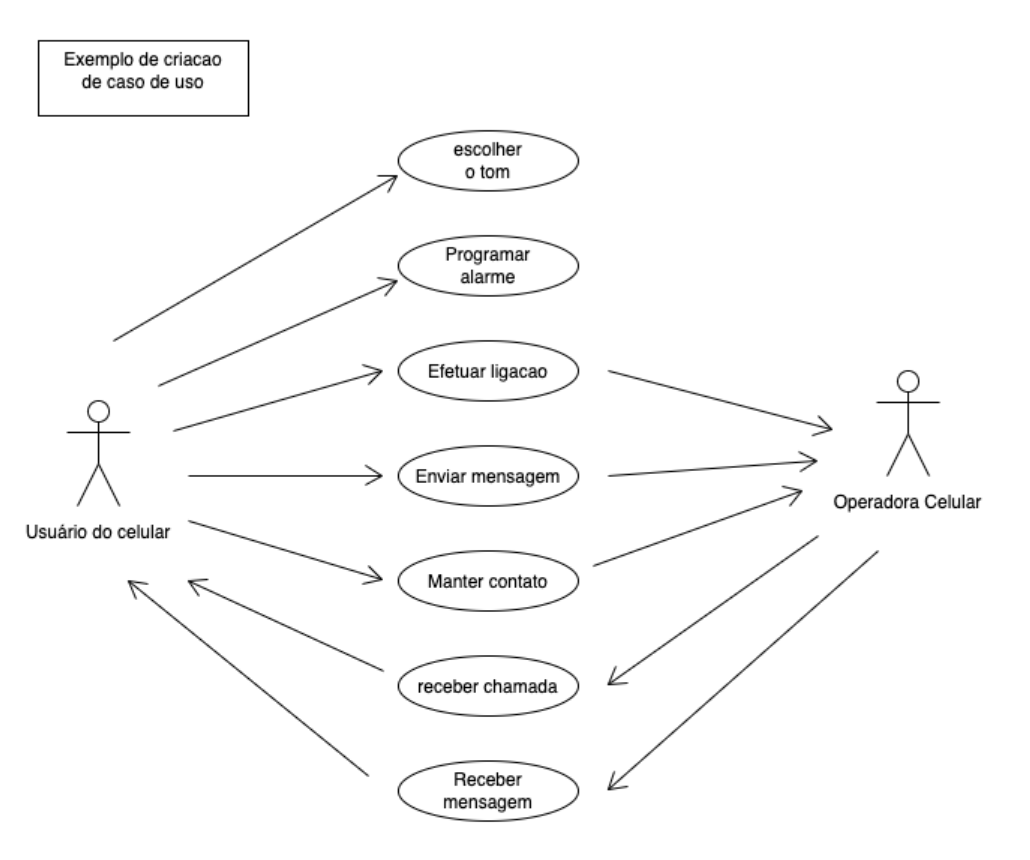 Exemplo de criacao
de caso de uso
escolher
o tom
Programar
alarme
Efetuar ligacao
Enviar mensagem
Operadora Celular
Usuário do celular
Manter contato
receber chamada
Receber
mensagem